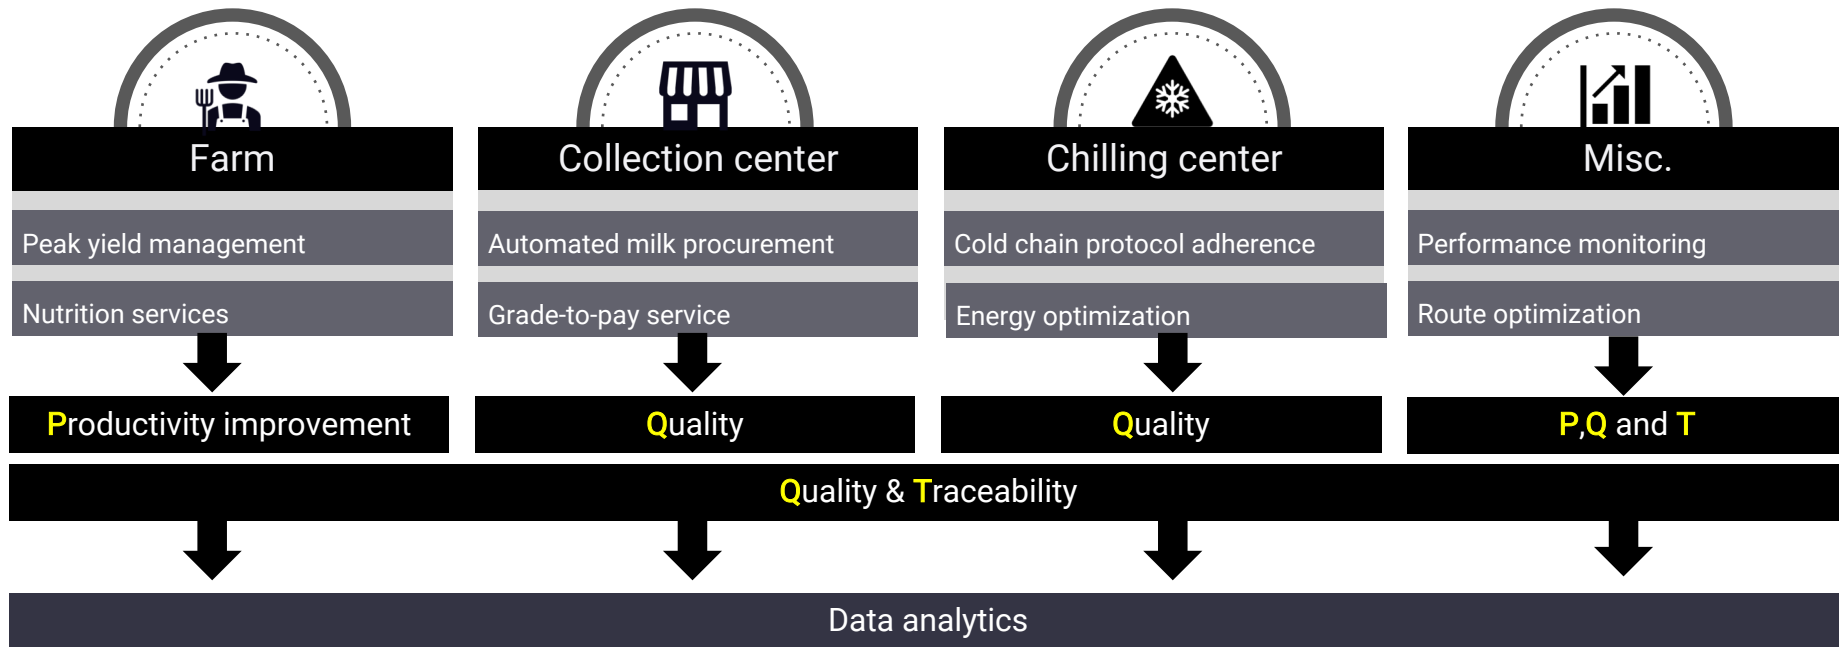 Farm
Collection center
Chilling center
Misc.
Peak yield management
Automated milk procurement
Cold chain protocol adherence
Performance monitoring
Nutrition services
Grade-to-pay service
Energy optimization
Route optimization
Productivity improvement
Quality
Quality
P,Q and T
Quality & Traceability
Data analytics